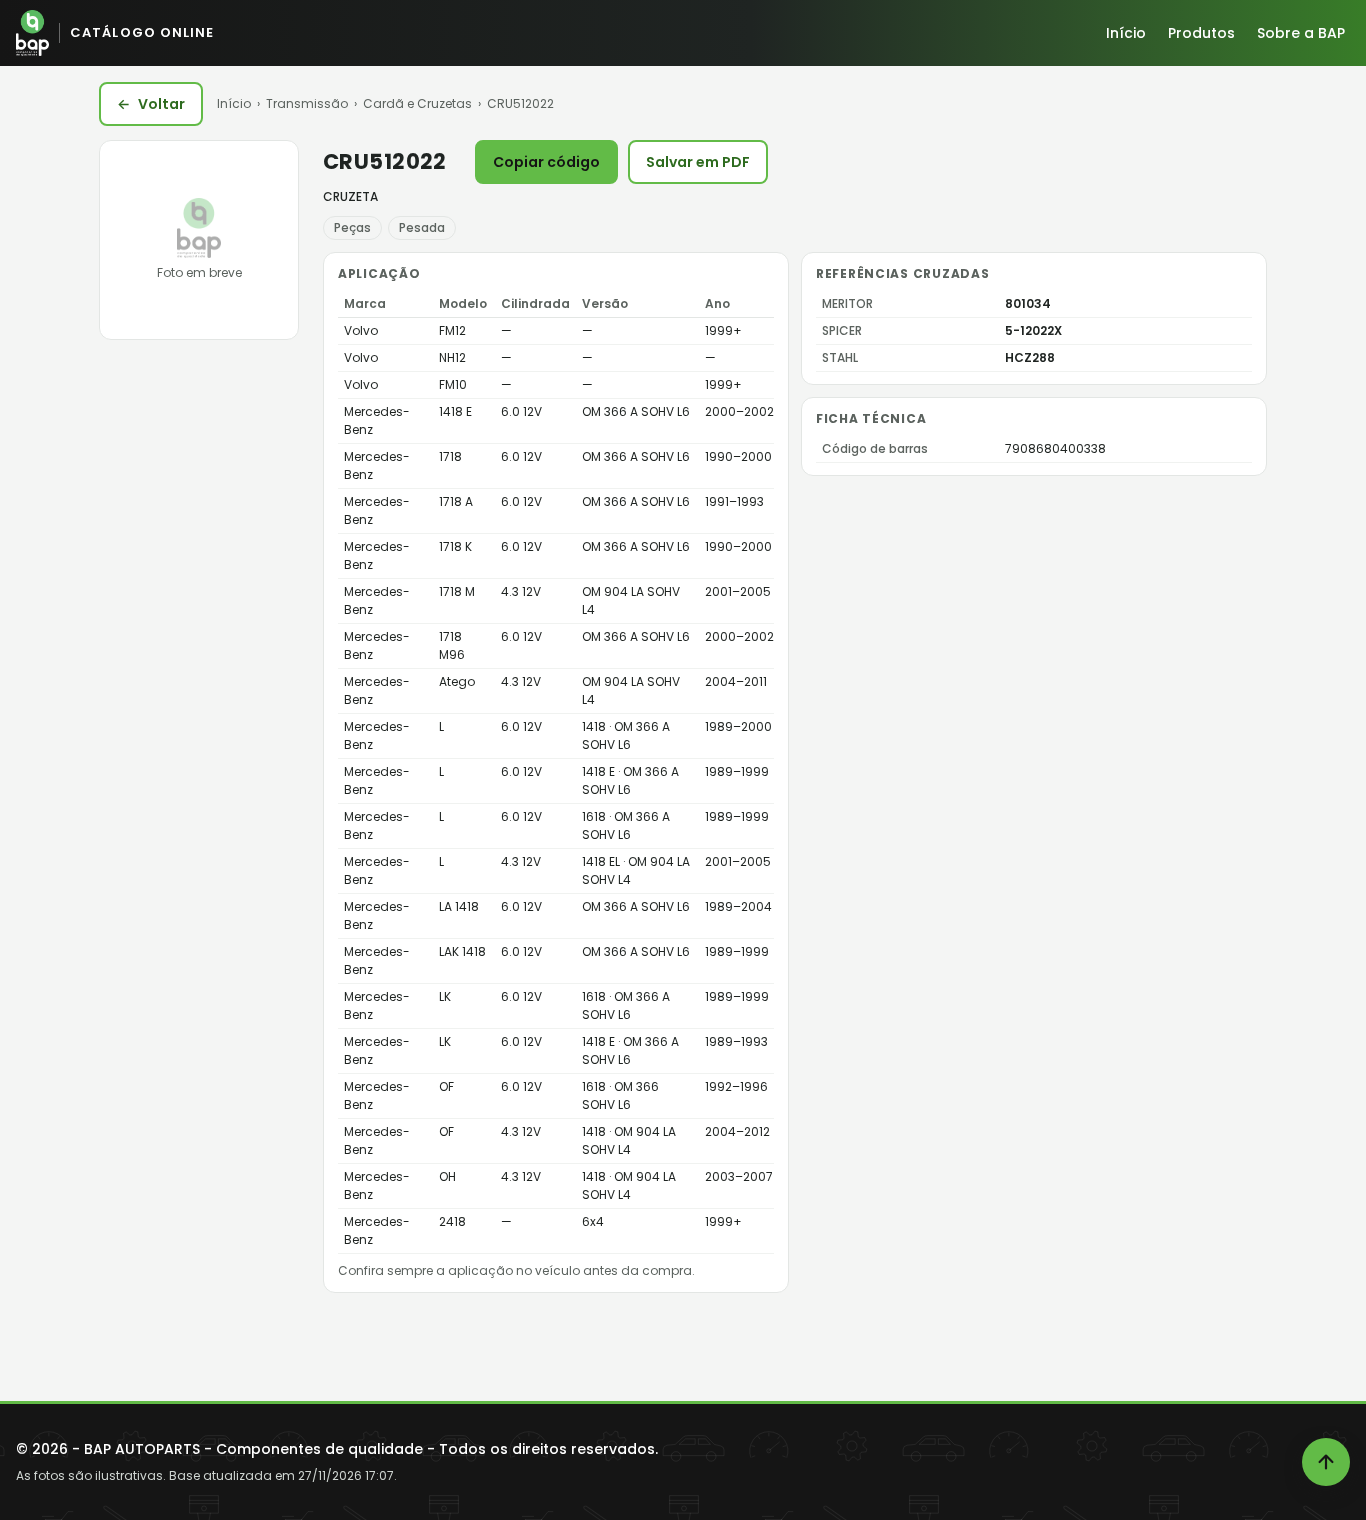 bap
CATÁLOGO ONLINE
Início Produtos Sobre a BAP
← Voltar
Início › Transmissão › Cardã e Cruzetas › CRU512022
bap
Foto em breve
CRU512022
Copiar código
Salvar em PDF
CRUZETA
Peças Pesada
APLICAÇÃO
Marca Modelo Cilindrada Versão Ano
Volvo FM12 — — 1999+
Volvo NH12 — — —
Volvo FM10 — — 1999+
Mercedes- 1418 E 6.0 12V OM 366 A SOHV L6 2000–2002
Benz
Mercedes- 1718 6.0 12V OM 366 A SOHV L6 1990–2000
Benz
Mercedes- 1718 A 6.0 12V OM 366 A SOHV L6 1991–1993
Benz
Mercedes- 1718 K 6.0 12V OM 366 A SOHV L6 1990–2000
Benz
Mercedes- 1718 M 4.3 12V OM 904 LA SOHV 2001–2005
Benz L4
Mercedes- 1718 6.0 12V OM 366 A SOHV L6 2000–2002
Benz M96
Mercedes- Atego 4.3 12V OM 904 LA SOHV 2004–2011
Benz L4
Mercedes- L 6.0 12V 1418 · OM 366 A 1989–2000
Benz SOHV L6
Mercedes- L 6.0 12V 1418 E · OM 366 A 1989–1999
Benz SOHV L6
Mercedes- L 6.0 12V 1618 · OM 366 A 1989–1999
Benz SOHV L6
Mercedes- L 4.3 12V 1418 EL · OM 904 LA 2001–2005
Benz SOHV L4
Mercedes- LA 1418 6.0 12V OM 366 A SOHV L6 1989–2004
Benz
Mercedes- LAK 1418 6.0 12V OM 366 A SOHV L6 1989–1999
Benz
Mercedes- LK 6.0 12V 1618 · OM 366 A 1989–1999
Benz SOHV L6
Mercedes- LK 6.0 12V 1418 E · OM 366 A 1989–1993
Benz SOHV L6
Mercedes- OF 6.0 12V 1618 · OM 366 1992–1996
Benz SOHV L6
Mercedes- OF 4.3 12V 1418 · OM 904 LA 2004–2012
Benz SOHV L4
Mercedes- OH 4.3 12V 1418 · OM 904 LA 2003–2007
Benz SOHV L4
Mercedes- 2418 — 6x4 1999+
Benz
Confira sempre a aplicação no veículo antes da compra.
REFERÊNCIAS CRUZADAS
MERITOR 801034
SPICER 5-12022X
STAHL HCZ288
FICHA TÉCNICA
Código de barras 7908680400338
© 2026 - BAP AUTOPARTS - Componentes de qualidade - Todos os direitos reservados.
As fotos são ilustrativas. Base atualizada em 27/11/2026 17:07.